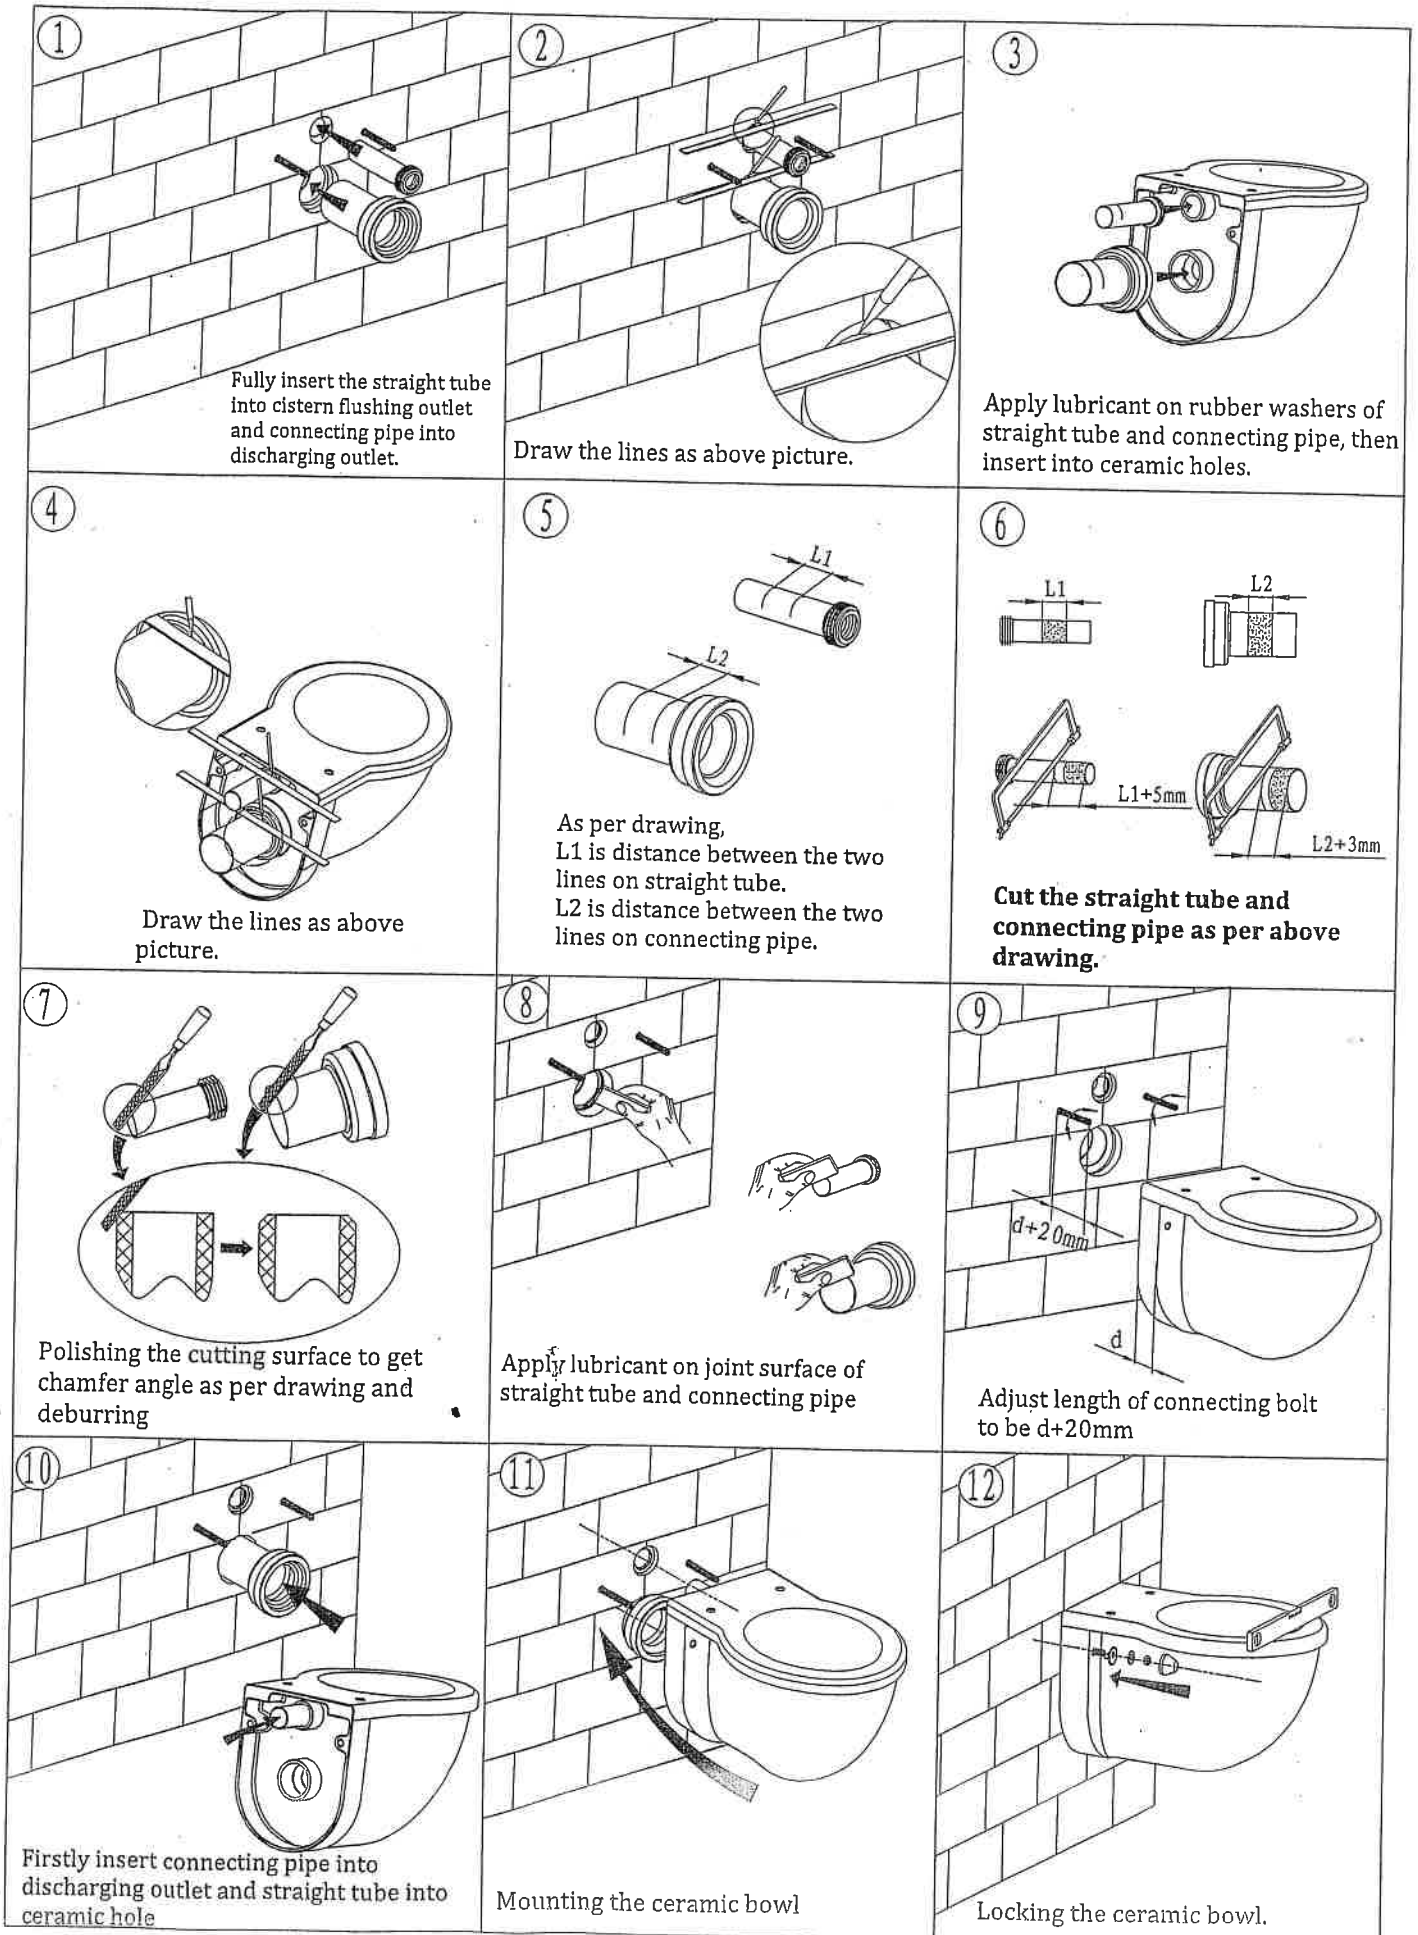 1
Fully insert the straight tube
into cistern flushing outlet
and connecting pipe into
discharging outlet.
2
Draw the lines as above picture.
3
Apply lubricant on rubber washers of
straight tube and connecting pipe, then
insert into ceramic holes.
4
Draw the lines as above
picture.
5
L1
L2
As per drawing,
L1 is distance between the two
lines on straight tube.
L2 is distance between the two
lines on connecting pipe.
6
L1
L2
L1+5mm
L2+3mm
Cut the straight tube and
connecting pipe as per above
drawing.
7
Polishing the cutting surface to get
chamfer angle as per drawing and
deburring
8
Apply lubricant on joint surface of
straight tube and connecting pipe
9
d+20mm
d
Adjust length of connecting bolt
to be d+20mm
10
Firstly insert connecting pipe into
discharging outlet and straight tube into
ceramic hole
11
Mounting the ceramic bowl
12
Locking the ceramic bowl.